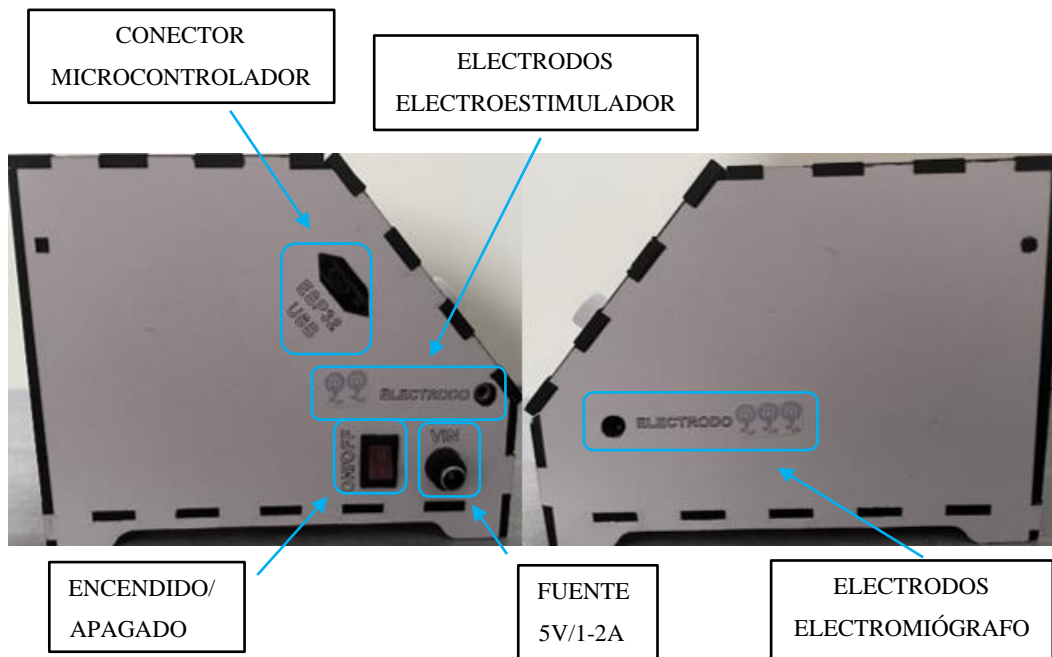 CONECTOR
MICROCONTROLADOR
ELECTRODOS
ELECTROESTIMULADOR
ESP32
USB
ELECTRODO
ON/OFF
VIN
ELECTRODO
ENCENDIDO/
APAGADO
FUENTE
5V/1-2A
ELECTRODOS
ELECTROMIÓGRAFO